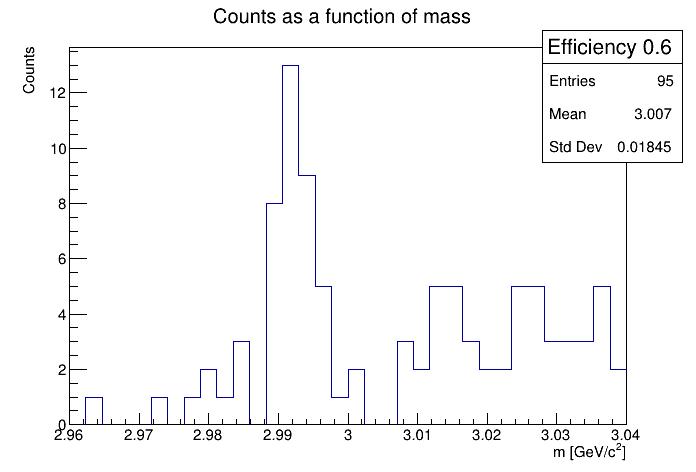 Counts as a function of mass
Counts
Efficiency 0.6
Entries 95
Mean 3.007
Std Dev 0.01845
12
10
8
6
4
2
0
2.96 2.97 2.98 2.99 3 3.01 3.02 3.03 3.04
m [GeV/c²]